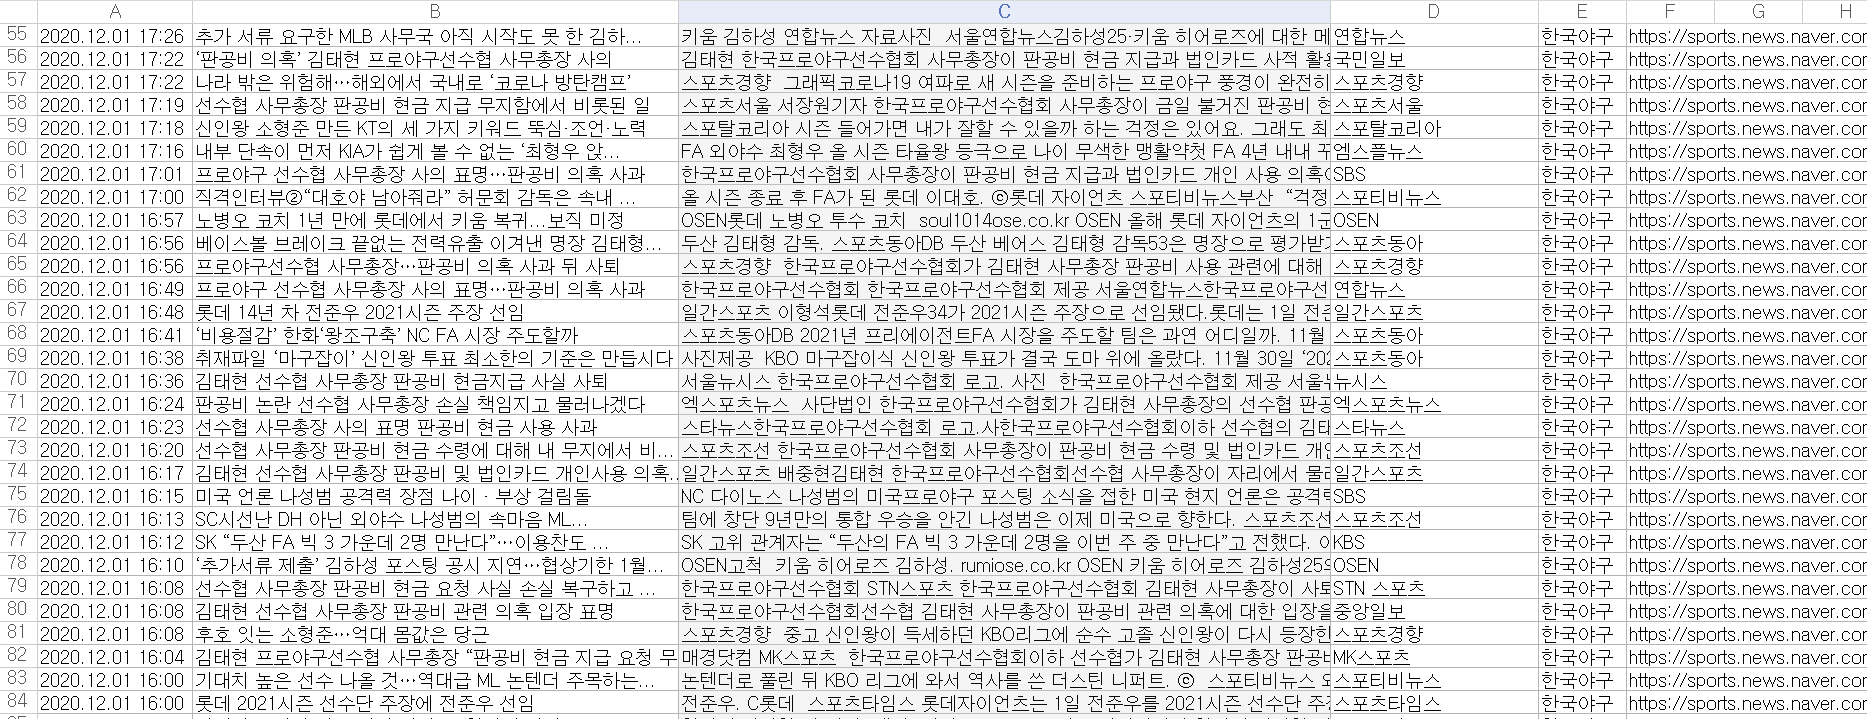 A B C D E F G H
55 2020.12.01 17:26 추가 서류 요구한 MLB 사무국 아직 시작도 못 한 김하... 키움 김하성 연합뉴스 자료사진 서울연합뉴스김하성25·키움 히어로즈에 대한 메 연합뉴스 한국야구 https://sports.news.naver.com
56 2020.12.01 17:22 ‘판공비 의혹’ 김태현 프로야구선수협 사무총장 사의 김태현 한국프로야구선수협회 사무총장이 판공비 현금 지급과 법인카드 사적 활용 국민일보 한국야구 https://sports.news.naver.com
57 2020.12.01 17:22 나라 밖은 위험해…해외에서 국내로 ‘코로나 방탄캠프’ 스포츠경향 그래픽코로나19 여파로 새 시즌을 준비하는 프로야구 풍경이 완전히 스포츠경향 한국야구 https://sports.news.naver.com
58 2020.12.01 17:19 선수협 사무총장 판공비 현금 지급 무지함에서 비롯된 일 스포츠서울 서장원기자 한국프로야구선수협회 사무총장이 금일 불거진 판공비 현 스포츠서울 한국야구 https://sports.news.naver.com
59 2020.12.01 17:18 신인왕 소형준 만든 KT의 세 가지 키워드 뚝심·조언·노력 스포탈코리아 시즌 들어가면 내가 잘할 수 있을까 하는 걱정은 있어요. 그래도 최 스포탈코리아 한국야구 https://sports.news.naver.com
60 2020.12.01 17:16 내부 단속이 먼저 KIA가 쉽게 볼 수 없는 ‘최형우 앉... FA 외야수 최형우 올 시즌 타율왕 등극으로 나이 무색한 맹활약첫 FA 4년 내내 꾸 엠스플뉴스 한국야구 https://sports.news.naver.com
61 2020.12.01 17:01 프로야구 선수협 사무총장 사의 표명…판공비 의혹 사과 한국프로야구선수협회 사무총장이 판공비 현금 지급과 법인카드 개인 사용 의혹 SBS 한국야구 https://sports.news.naver.com
62 2020.12.01 17:00 직격인터뷰②“대호야 남아줘라” 허문회 감독은 속내 ... 올 시즌 종료 후 FA가 된 롯데 이대호. ⓒ롯데 자이언츠 스포티비뉴스부산 “걱정 스포티비뉴스 한국야구 https://sports.news.naver.com
63 2020.12.01 16:57 노병오 코치 1년 만에 롯데에서 키움 복귀...보직 미정 OSEN롯데 노병오 투수 코치 soul1014ose.co.kr OSEN 올해 롯데 자이언츠의 1군 OSEN 한국야구 https://sports.news.naver.com
64 2020.12.01 16:56 베이스볼 브레이크 끝없는 전력유출 이겨낸 명장 김태형... 두산 김태형 감독. 스포츠동아DB 두산 베어스 김태형 감독53은 명장으로 평가받 스포츠동아 한국야구 https://sports.news.naver.com
65 2020.12.01 16:56 프로야구선수협 사무총장…판공비 의혹 사과 뒤 사퇴 스포츠경향 한국프로야구선수협회가 김태현 사무총장 판공비 사용 관련에 대해 스포츠경향 한국야구 https://sports.news.naver.com
66 2020.12.01 16:49 프로야구 선수협 사무총장 사의 표명…판공비 의혹 사과 한국프로야구선수협회 한국프로야구선수협회 제공 서울연합뉴스한국프로야구선 연합뉴스 한국야구 https://sports.news.naver.com
67 2020.12.01 16:48 롯데 14년 차 전준우 2021시즌 주장 선임 일간스포츠 이형석롯데 전준우34가 2021시즌 주장으로 선임됐다.롯데는 1일 전준 일간스포츠 한국야구 https://sports.news.naver.com
68 2020.12.01 16:41 ‘비용절감’ 한화‘왕조구축’ NC FA 시장 주도할까 스포츠동아DB 2021년 프리에이전트FA 시장을 주도할 팀은 과연 어디일까. 11월 스포츠동아 한국야구 https://sports.news.naver.com
69 2020.12.01 16:38 취재파일 ‘마구잡이’ 신인왕 투표 최소한의 기준은 만듭시다 사진제공 KBO 마구잡이식 신인왕 투표가 결국 도마 위에 올랐다. 11월 30일 ‘202 스포츠동아 한국야구 https://sports.news.naver.com
70 2020.12.01 16:36 김태현 선수협 사무총장 판공비 현금지급 사실 사퇴 서울뉴시스 한국프로야구선수협회 로고. 사진 한국프로야구선수협회 제공 서울뉴 뉴시스 한국야구 https://sports.news.naver.com
71 2020.12.01 16:24 판공비 논란 선수협 사무총장 손실 책임지고 물러나겠다 엑스포츠뉴스 사단법인 한국프로야구선수협회가 김태현 사무총장의 선수협 판공 엑스포츠뉴스 한국야구 https://sports.news.naver.com
72 2020.12.01 16:23 선수협 사무총장 사의 표명 판공비 현금 사용 사과 스타뉴스한국프로야구선수협회 로고.사한국프로야구선수협회이하 선수협의 김태 스타뉴스 한국야구 https://sports.news.naver.com
73 2020.12.01 16:20 선수협 사무총장 판공비 현금 수령에 대해 내 무지에서 비... 스포츠조선 한국프로야구선수협회 사무총장이 판공비 현금 수령 및 법인카드 개인 스포츠조선 한국야구 https://sports.news.naver.com
74 2020.12.01 16:17 김태현 선수협 사무총장 판공비 및 법인카드 개인사용 의혹... 일간스포츠 배중현김태현 한국프로야구선수협회선수협 사무총장이 자리에서 물러 일간스포츠 한국야구 https://sports.news.naver.com
75 2020.12.01 16:15 미국 언론 나성범 공격력 장점 나이·부상 걸림돌 NC 다이노스 나성범의 미국프로야구 포스팅 소식을 접한 미국 현지 언론은 공격력 SBS 한국야구 https://sports.news.naver.com
76 2020.12.01 16:13 SC시선난 DH 아닌 외야수 나성범의 속마음 ML... 팀에 창단 9년만의 통합 우승을 안긴 나성범은 이제 미국으로 향한다. 스포츠조선 스포츠조선 한국야구 https://sports.news.naver.com
77 2020.12.01 16:12 SK “두산 FA 빅 3 가운데 2명 만난다”…이용찬도 ... SK 고위 관계자는 “두산의 FA 빅 3 가운데 2명을 이번 주 중 만난다”고 전했다. 이 KBS 한국야구 https://sports.news.naver.com
78 2020.12.01 16:10 ‘추가서류 제출’ 김하성 포스팅 공시 지연…협상기한 1월... OSEN고척 키움 히어로즈 김하성. rumiose.co.kr OSEN 키움 히어로즈 김하성25 OSEN 한국야구 https://sports.news.naver.com
79 2020.12.01 16:08 선수협 사무총장 판공비 현금 요청 사실 손실 복구하고 ... 한국프로야구선수협회 STN스포츠 한국프로야구선수협회 김태현 사무총장이 사퇴 STN 스포츠 한국야구 https://sports.news.naver.com
80 2020.12.01 16:08 김태현 선수협 사무총장 판공비 관련 의혹 입장 표명 한국프로야구선수협회선수협 김태현 사무총장이 판공비 관련 의혹에 대한 입장을 중앙일보 한국야구 https://sports.news.naver.com
81 2020.12.01 16:08 후호 잇는 소형준…억대 몸값은 당근 스포츠경향 중고 신인왕이 득세하던 KBO리그에 순수 고졸 신인왕이 다시 등장한 스포츠경향 한국야구 https://sports.news.naver.com
82 2020.12.01 16:04 김태현 프로야구선수협 사무총장 “판공비 현금 지급 요청 무 매경닷컴 MK스포츠 한국프로야구선수협회이하 선수협가 김태현 사무총장 판공비 MK스포츠 한국야구 https://sports.news.naver.com
83 2020.12.01 16:00 기대치 높은 선수 나올 것…역대급 ML 논텐더 주목하는... 논텐더로 풀린 뒤 KBO 리그에 와서 역사를 쓴 더스틴 니퍼트. ⓒ 스포티비뉴스 스포티비뉴스 한국야구 https://sports.news.naver.com
84 2020.12.01 16:00 롯데 2021시즌 선수단 주장에 전준우 선임 전준우. C롯데 스포츠타임스 롯데자이언츠는 1일 전준우를 2021시즌 선수단 주장 스포츠타임스 한국야구 https://sports.news.naver.com